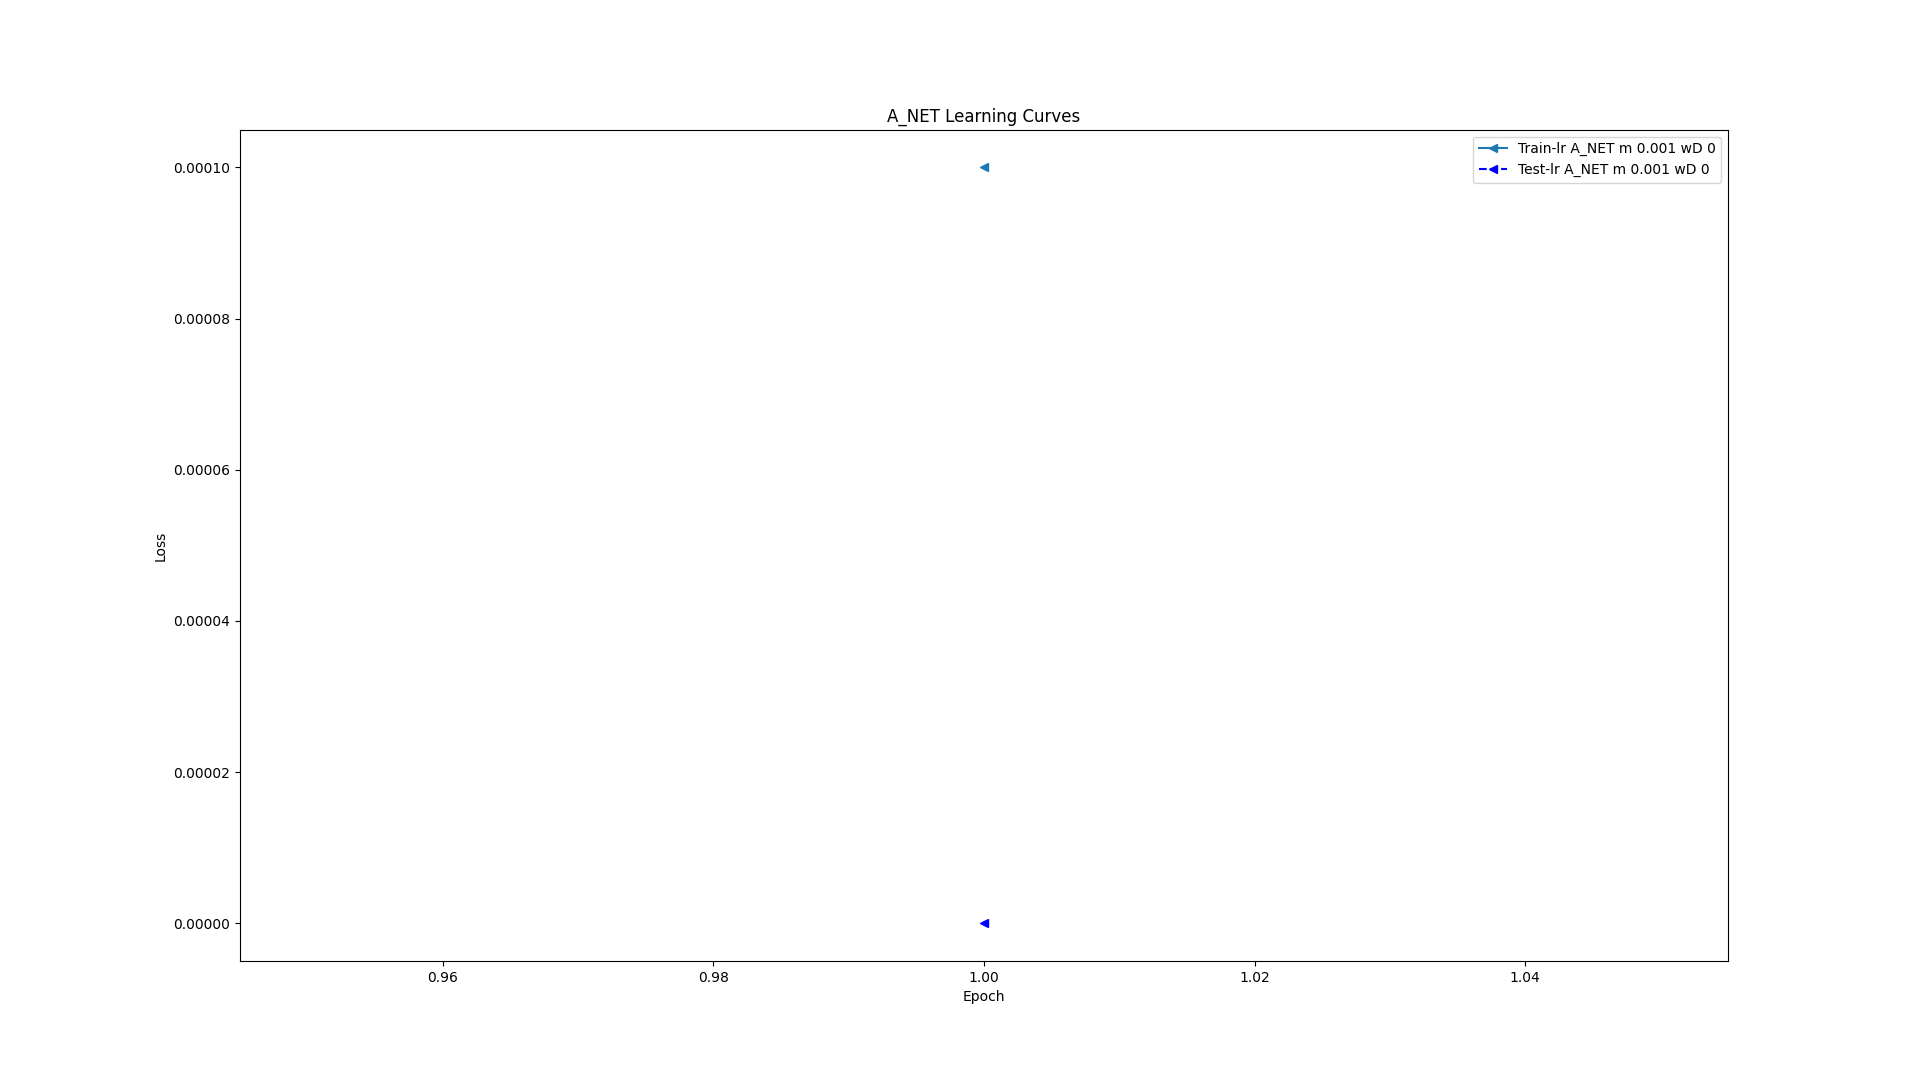 A_NET Learning Curves
Train-lr A_NET m 0.001 wD 0
Test-lr A_NET m 0.001 wD 0
0.00010
0.00008
0.00006
0.00004
0.00002
0.00000
Loss
0.96 0.98 1.00 1.02 1.04
Epoch